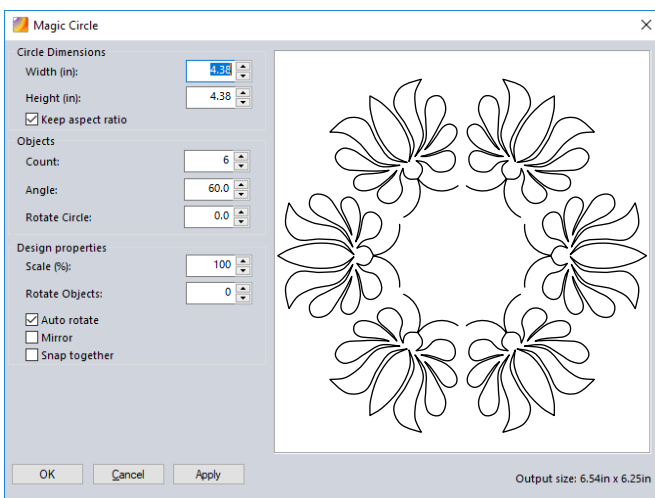 Magic Circle
Circle Dimensions
Width (in): 4.38
Height (in): 4.38
Keep aspect ratio
Objects
Count: 6
Angle: 60.0
Rotate Circle: 0.0
Design properties
Scale (%): 100
Rotate Objects: 0
Auto rotate
Mirror
Snap together
OK Cancel Apply
Output size: 6.54in x 6.25in